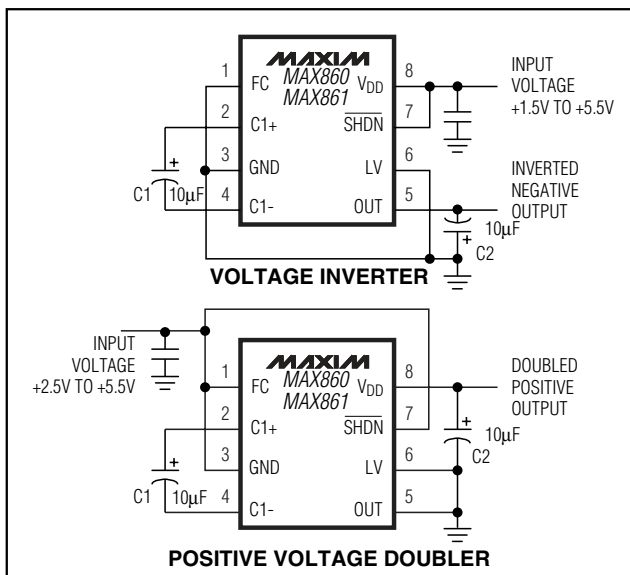 MAXIM
MAX860
MAX861
1 FC VDD 8
2 C1+ SHDN 7
3 GND LV 6
4 C1- OUT 5
C1 10µF +
INPUT
VOLTAGE
+1.5V TO +5.5V
INVERTED
NEGATIVE
OUTPUT
10µF
+ C2
VOLTAGE INVERTER
INPUT
VOLTAGE
+2.5V TO +5.5V
MAXIM
MAX860
MAX861
1 FC VDD 8
2 C1+ SHDN 7
3 GND LV 6
4 C1- OUT 5
C1 10µF +
DOUBLED
POSITIVE
OUTPUT
+ 10µF
C2
POSITIVE VOLTAGE DOUBLER